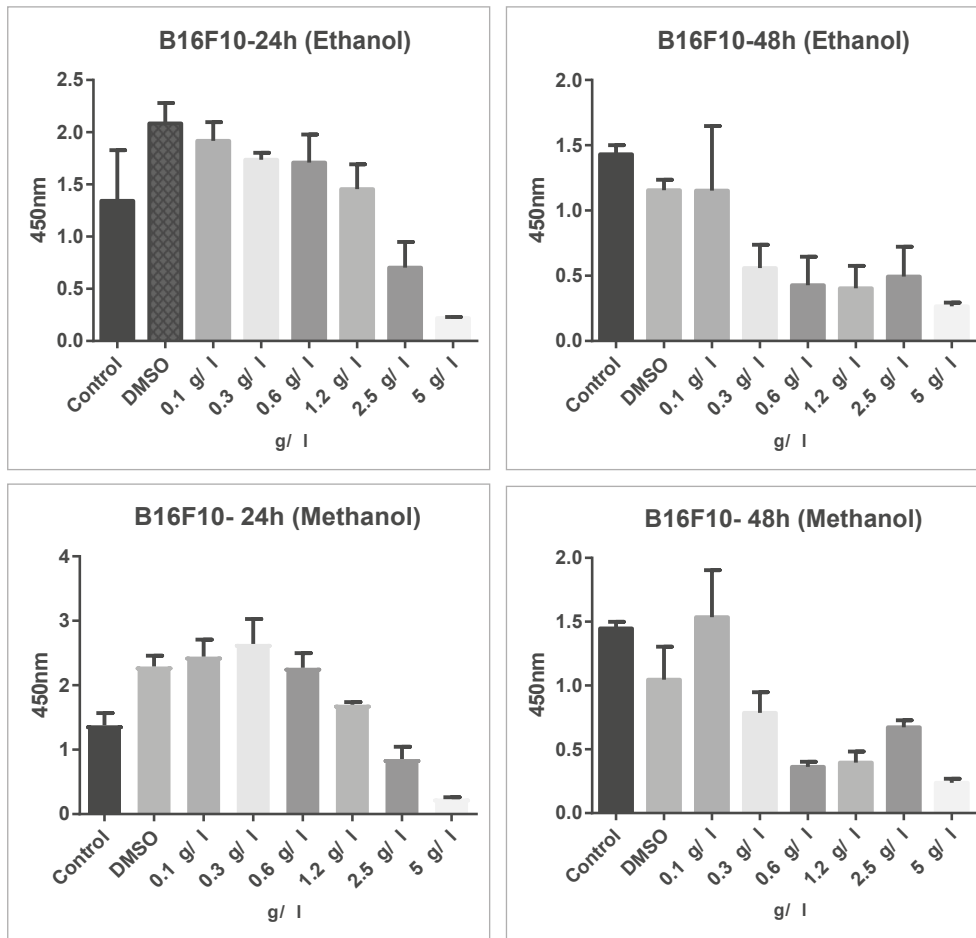 B16F10-24h (Ethanol)
450nm
2.5
2.0
1.5
1.0
0.5
0.0
Control
DMSO
0.1 g/ l
0.3 g/ l
0.6 g/ l
1.2 g/ l
2.5 g/ l
5 g/ l
g/ l
B16F10-48h (Ethanol)
450nm
2.0
1.5
1.0
0.5
0.0
Control
DMSO
0.1 g/ l
0.3 g/ l
0.6 g/ l
1.2 g/ l
2.5 g/ l
5 g/ l
g/ l
B16F10- 24h (Methanol)
450nm
4
3
2
1
0
Control
DMSO
0.1 g/ l
0.3 g/ l
0.6 g/ l
1.2 g/ l
2.5 g/ l
5 g/ l
g/ l
B16F10- 48h (Methanol)
450nm
2.0
1.5
1.0
0.5
0.0
Control
DMSO
0.1 g/ l
0.3 g/ l
0.6 g/ l
1.2 g/ l
2.5 g/ l
5 g/ l
g/ l